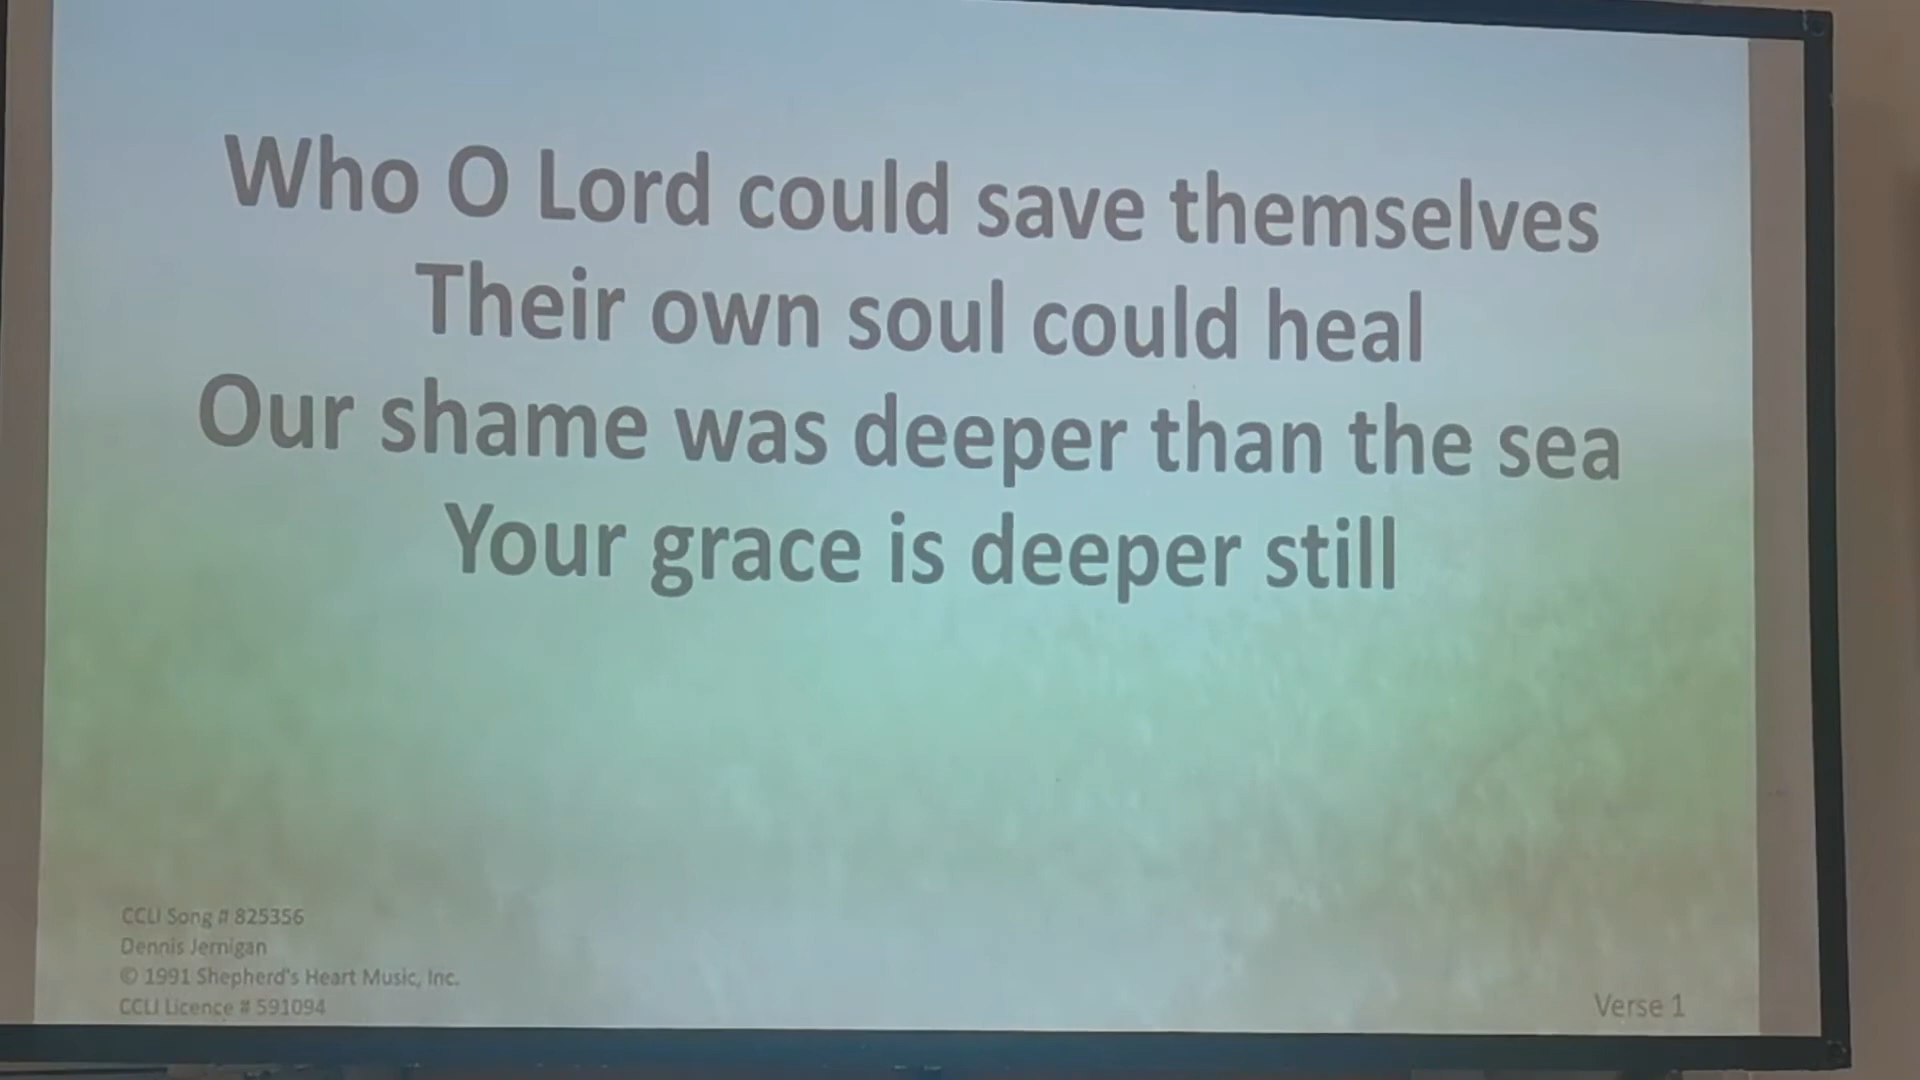 Who O Lord could save themselves
Their own soul could heal
Our shame was deeper than the sea
Your grace is deeper still
CCLI Song # 825356
Dennis Jernigan
© 1991 Shepherd's Heart Music, Inc.
CCLI Licence # 591094
Verse 1